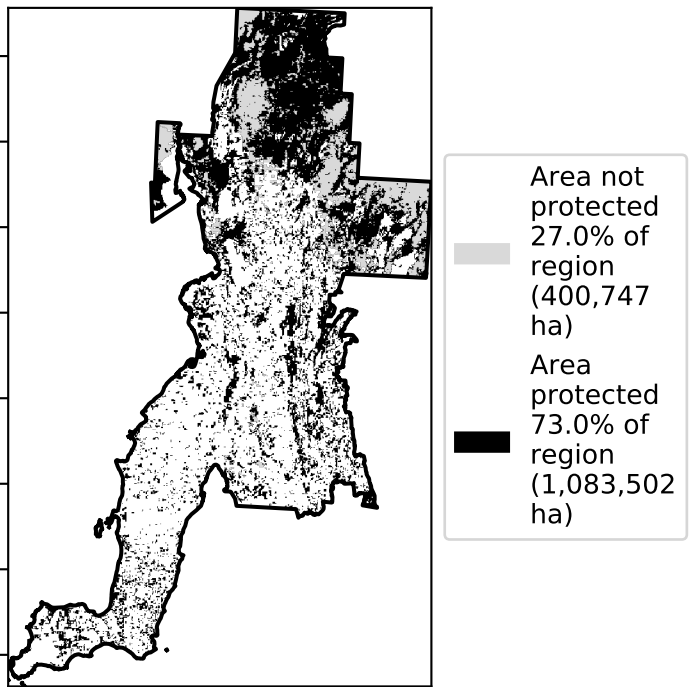 Area not
protected
27.0% of
region
(400,747
ha)
Area
protected
73.0% of
region
(1,083,502
ha)